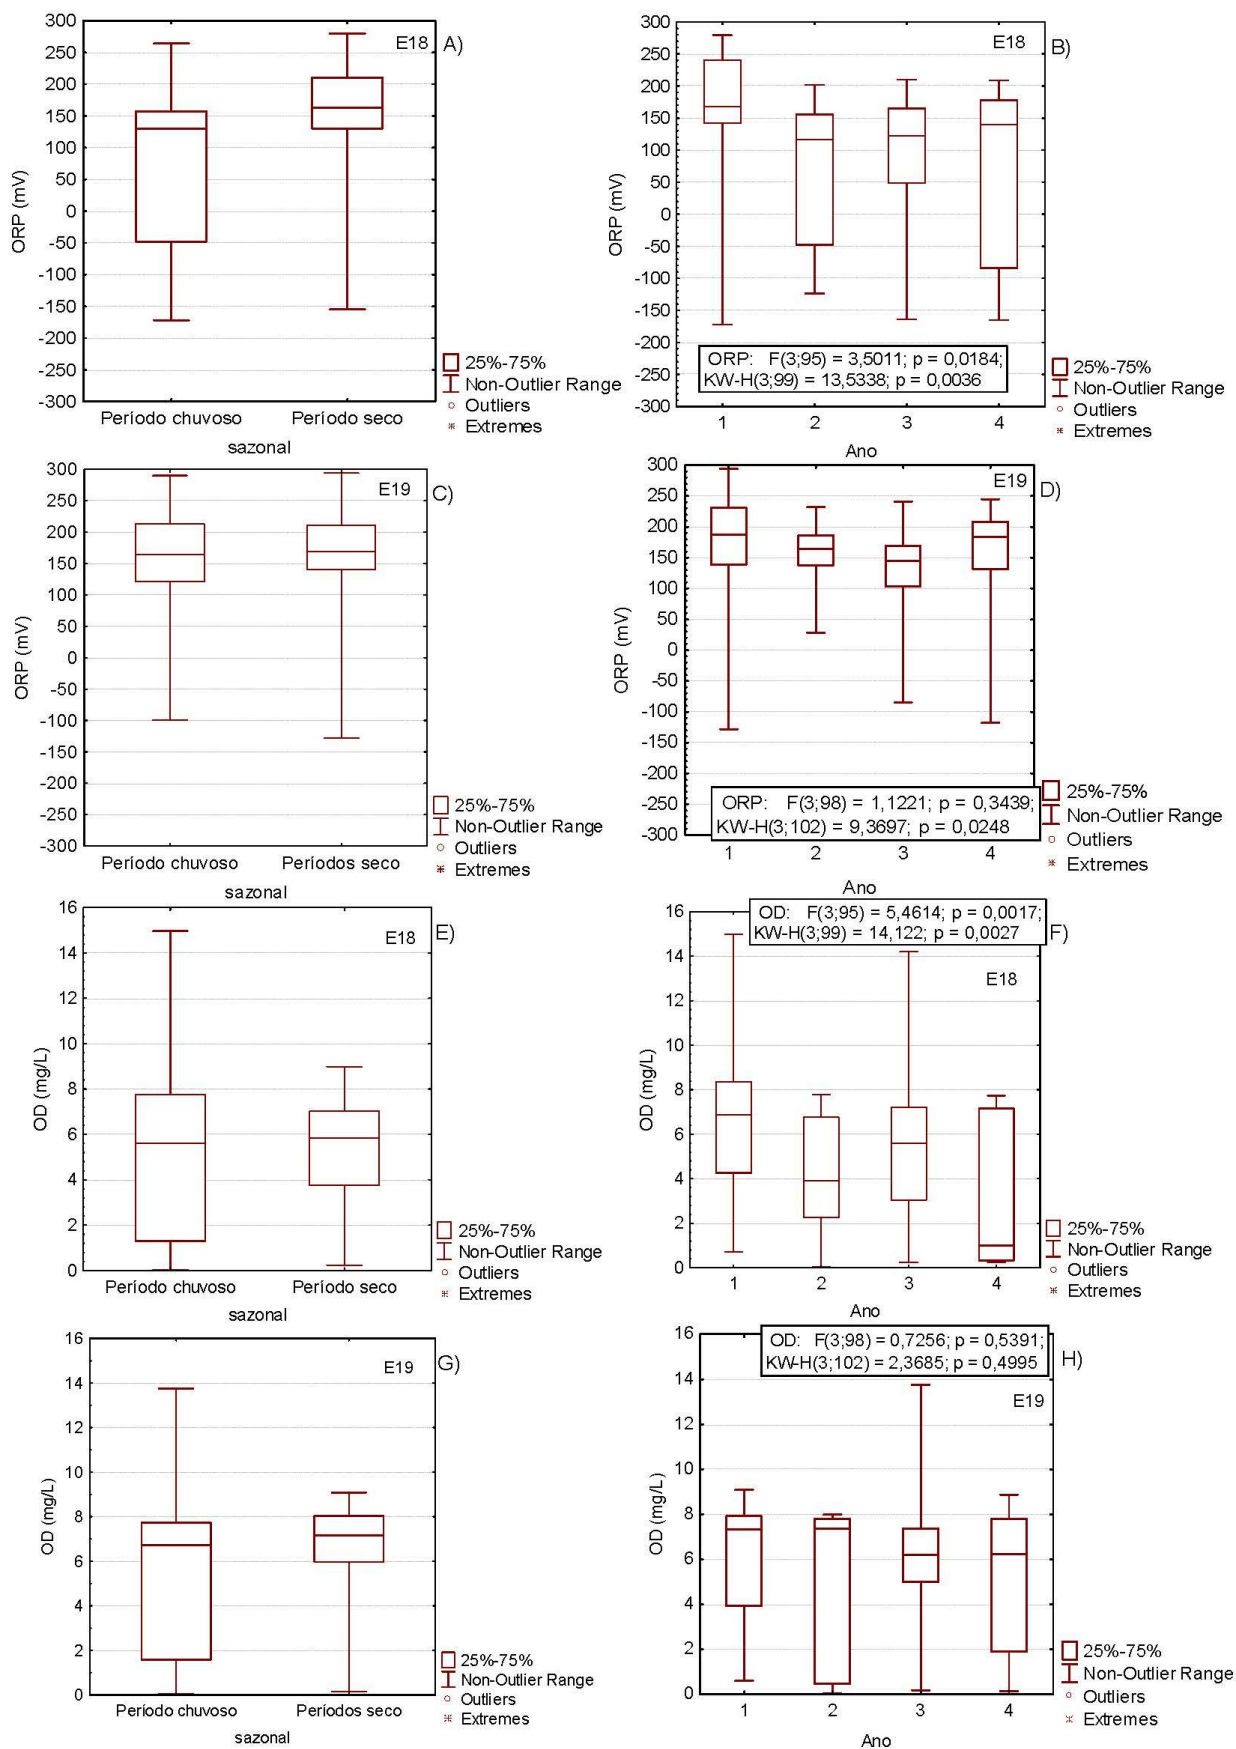 300
250
200
150
100
50
0
-50
-100
-150
-200
-250
-300
ORP (mV)
E18
A)
Período chuvoso
Período seco
sazonal
25%-75%
Non-Outlier Range
Outliers
Extremes
300
250
200
150
100
50
0
-50
-100
-150
-200
-250
-300
ORP (mV)
E18
B)
ORP: F(3;95) = 3,5011; p = 0,0184;
KW-H(3;99) = 13,5338; p = 0,0036
1
2
3
4
Ano
25%-75%
Non-Outlier Range
Outliers
Extremes
300
250
200
150
100
50
0
-50
-100
-150
-200
-250
-300
ORP (mV)
E19
C)
Período chuvoso
Períodos seco
sazonal
25%-75%
Non-Outlier Range
Outliers
Extremes
300
250
200
150
100
50
0
-50
-100
-150
-200
-250
-300
ORP (mV)
E19
D)
ORP: F(3;98) = 1,1221; p = 0,3439;
KW-H(3;102) = 9,3697; p = 0,0248
1
2
3
4
Ano
25%-75%
Non-Outlier Range
Outliers
Extremes
16
14
12
10
8
6
4
2
0
OD (mg/L)
E18
E)
Período chuvoso
Período seco
sazonal
25%-75%
Non-Outlier Range
Outliers
Extremes
OD: F(3;95) = 5,4614; p = 0,0017;
KW-H(3;99) = 14,122; p = 0,0027
F)
E18
16
14
12
10
8
6
4
2
0
OD (mg/L)
1
2
3
4
Ano
25%-75%
Non-Outlier Range
Outliers
Extremes
16
14
12
10
8
6
4
2
0
OD (mg/L)
E19
G)
Período chuvoso
Períodos seco
sazonal
25%-75%
Non-Outlier Range
Outliers
Extremes
OD: F(3;98) = 0,7256; p = 0,5391;
KW-H(3;102) = 2,3685; p = 0,4995
H)
E19
16
14
12
10
8
6
4
2
0
OD (mg/L)
1
2
3
4
Ano
25%-75%
Non-Outlier Range
Outliers
Extremes